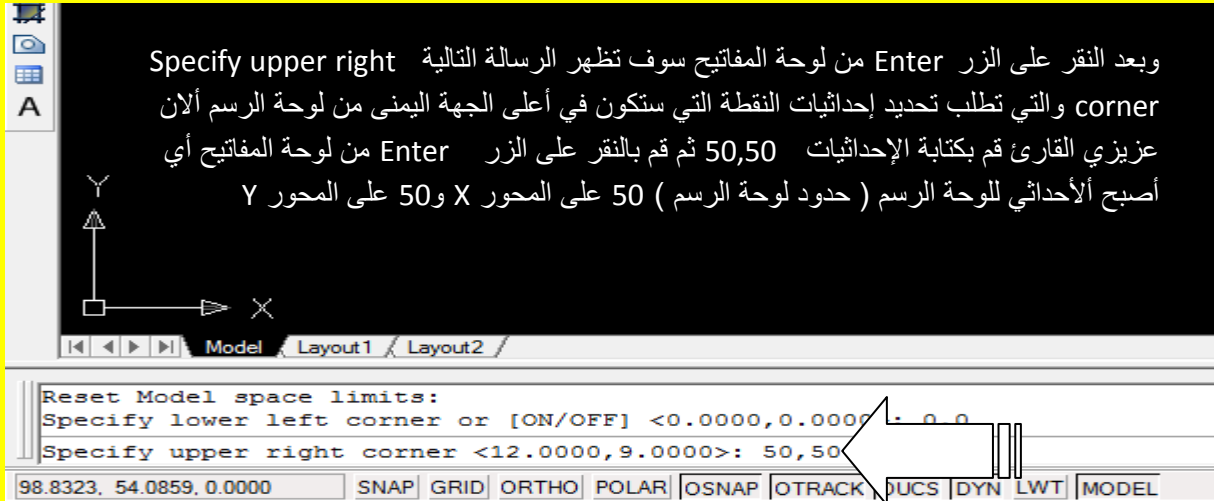 A
وبعد النقر على الزر Enter من لوحة المفاتيح سوف تظهر الرسالة التالية Specify upper right
corner والتي تطلب تحديد إحداثيات النقطة التي ستكون في أعلى الجهة اليمنى من لوحة الرسم ألان
عزيزي القارئ قم بكتابة الإحداثيات 50,50 ثم قم بالنقر على الزر Enter من لوحة المفاتيح أي
أصبح ألأحداثي للوحة الرسم ( حدود لوحة الرسم ) 50 على المحور X و50 على المحور Y
Y
X
Model Layout1 Layout2
Reset Model space limits:
Specify lower left corner or [ON/OFF] <0.0000,0.0000>: 0.0
Specify upper right corner <12.0000,9.0000>: 50,50
98.8323, 54.0859, 0.0000 SNAP GRID ORTHO POLAR OSNAP OTRACK DUCS DYN LWT MODEL